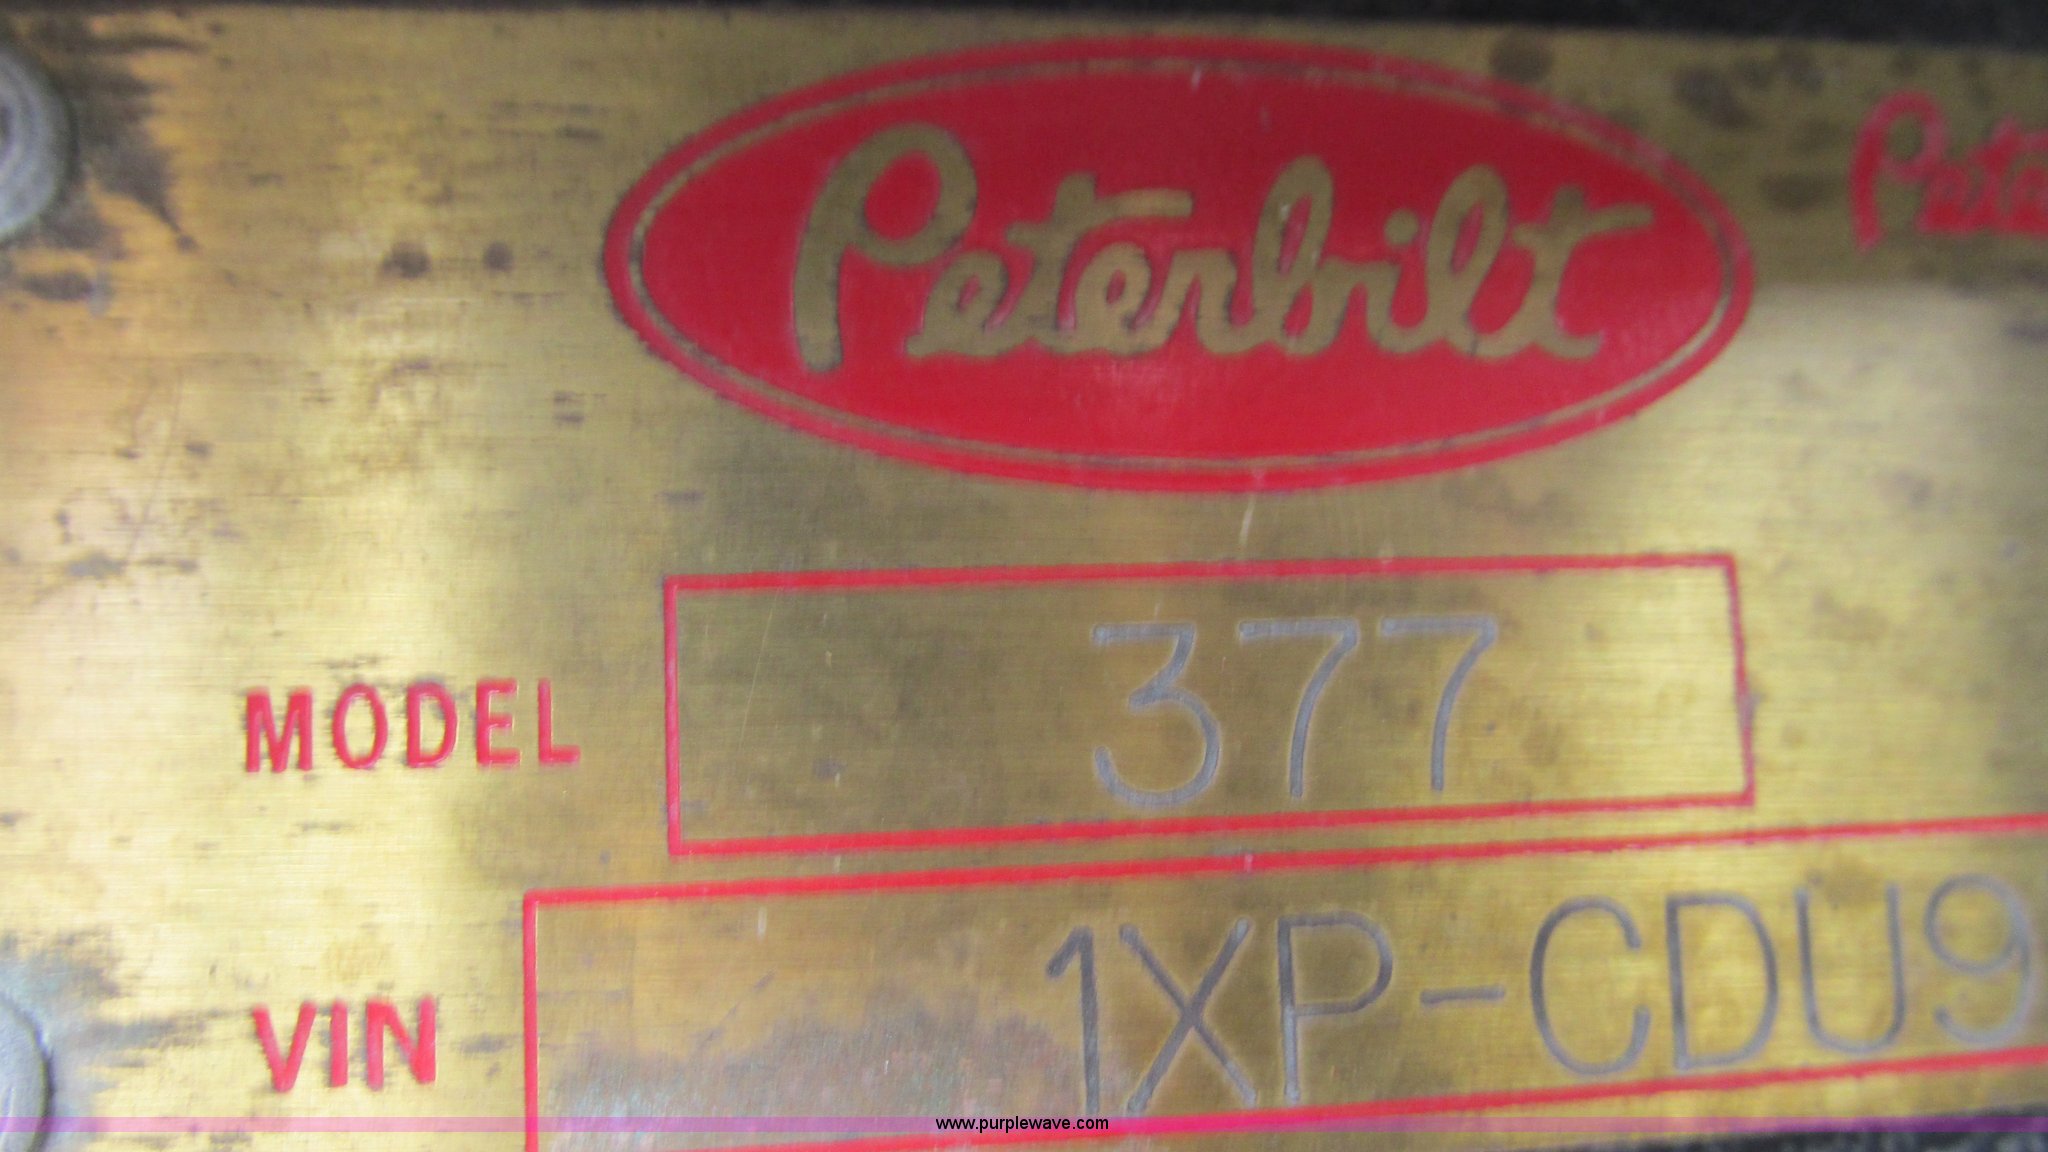 Peterbilt Pete
MODEL 377
VIN 1XP-CDU9
www.purplewave.com